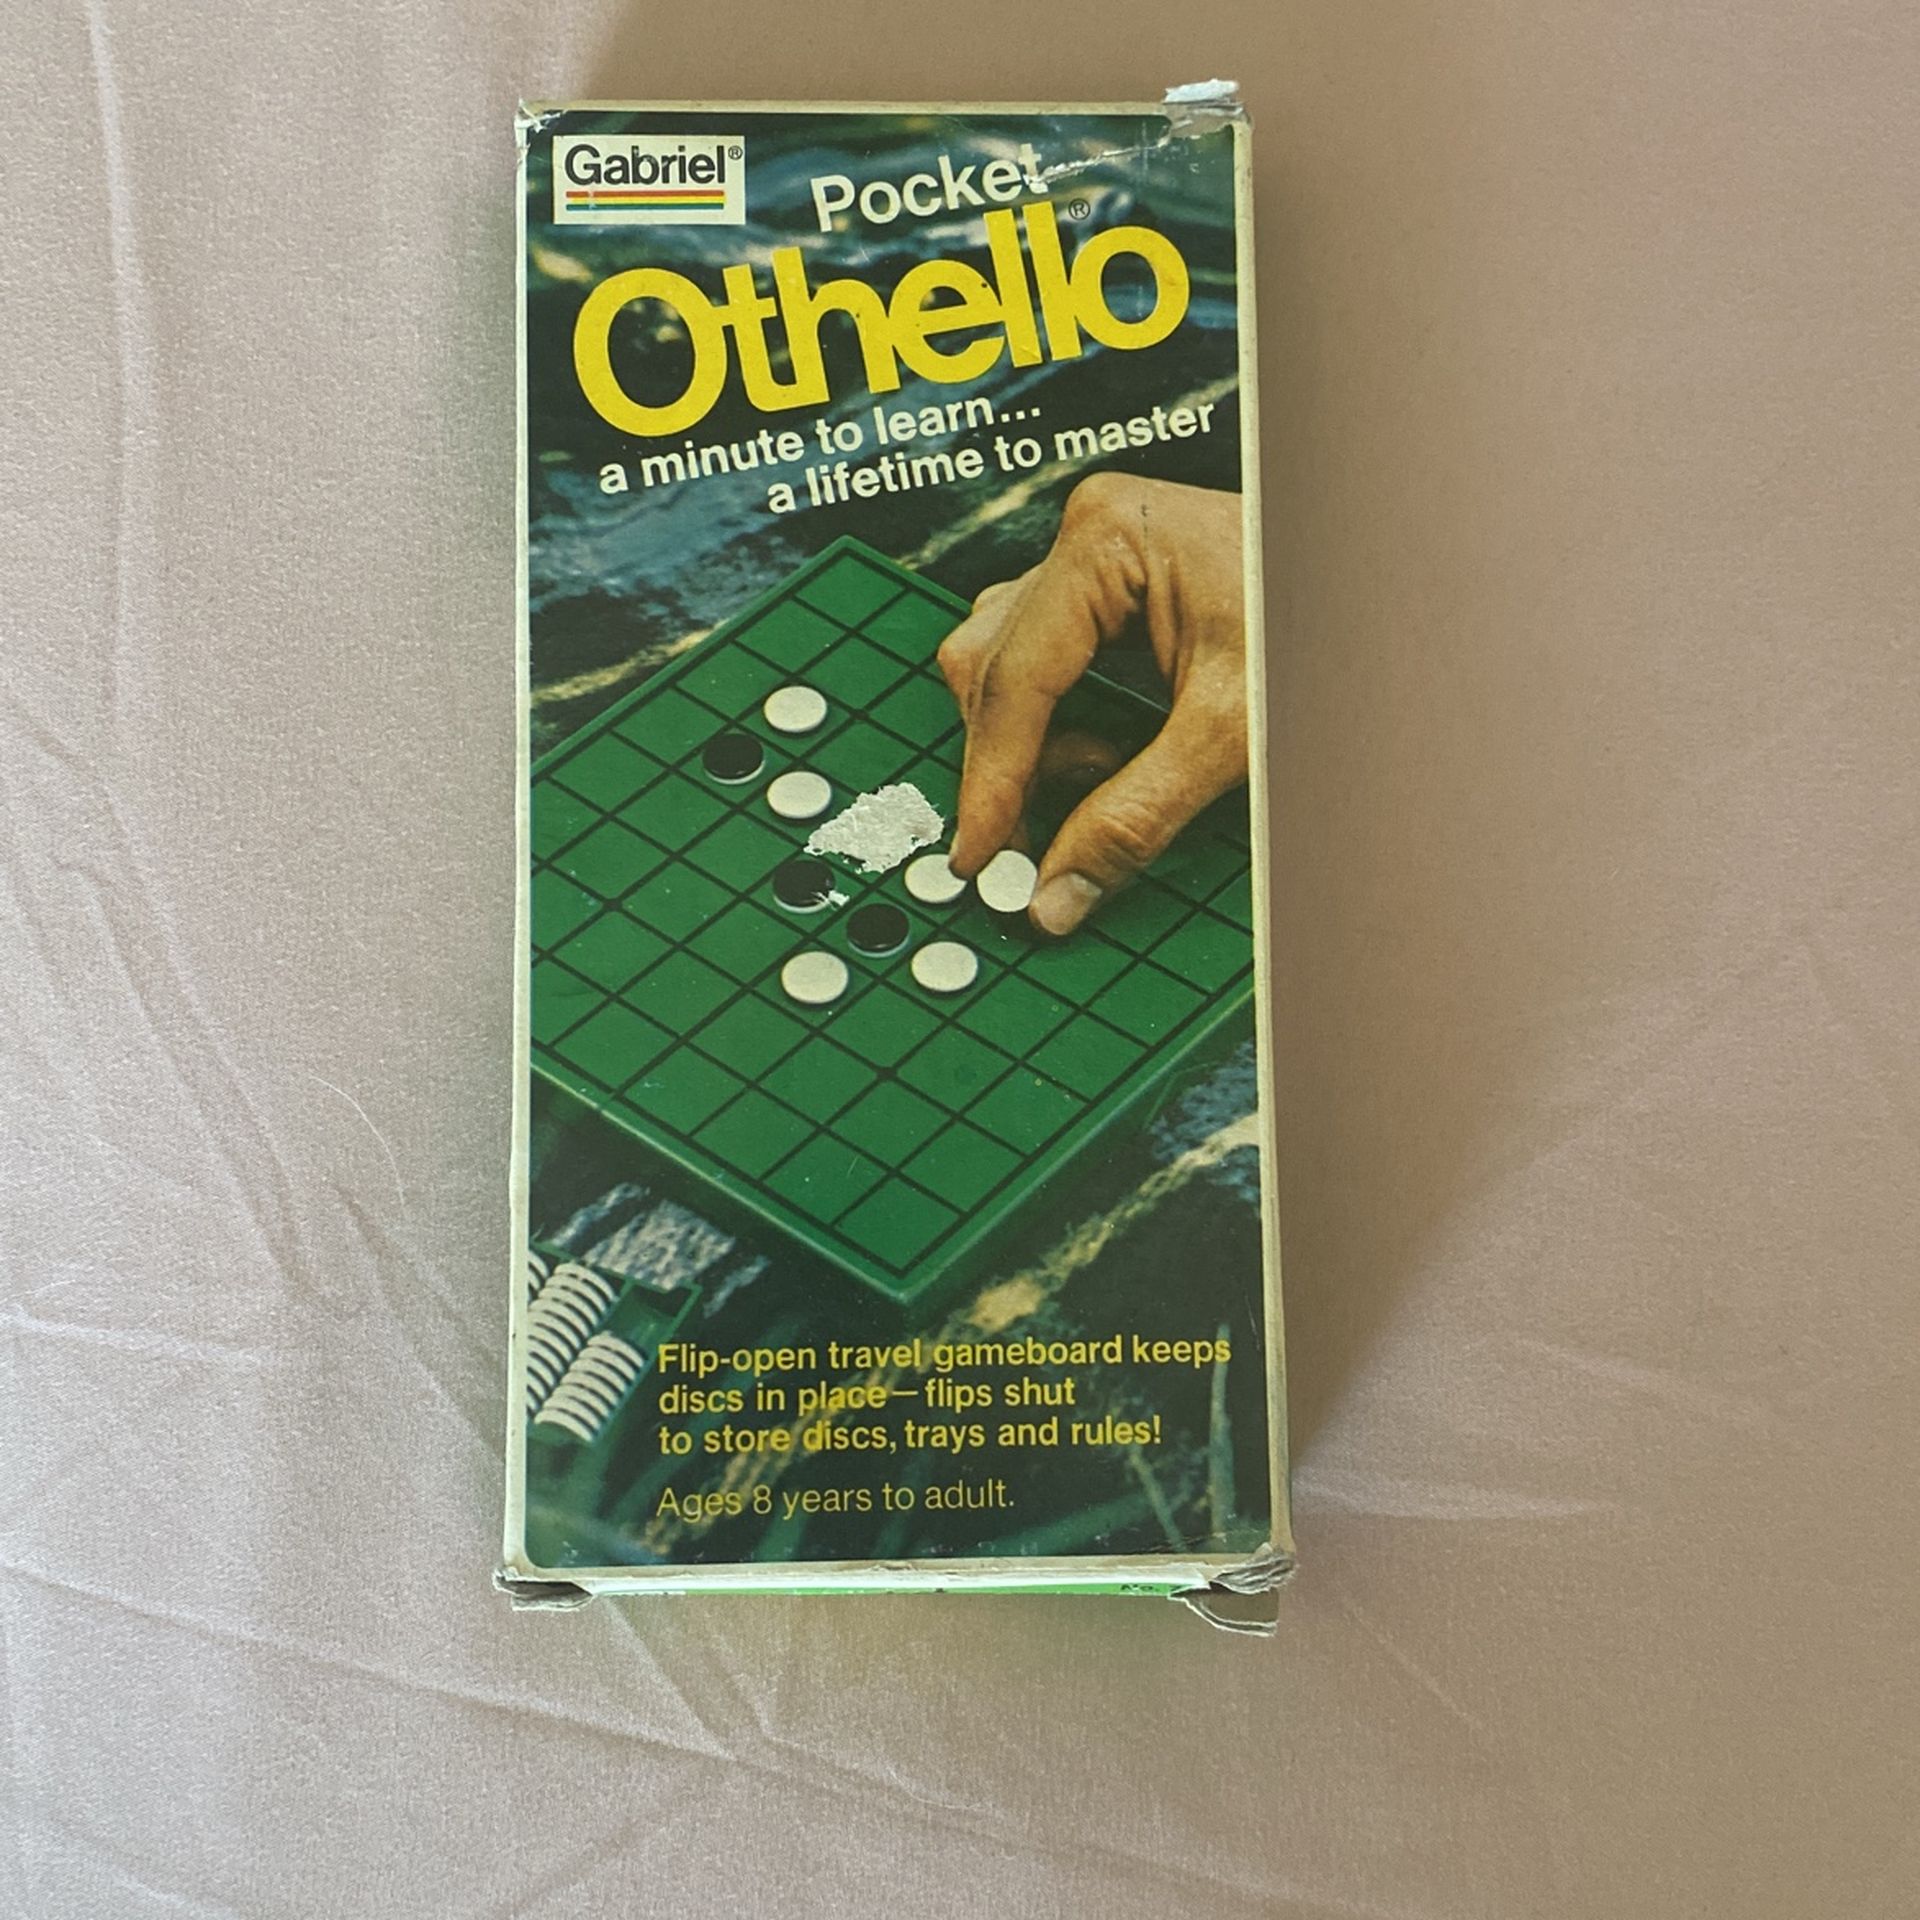 Gabriel®
Pocket
Othello®
a minute to learn...
a lifetime to master
Flip-open travel gameboard keeps
discs in place—flips shut
to store discs, trays and rules!
Ages 8 years to adult.
No.